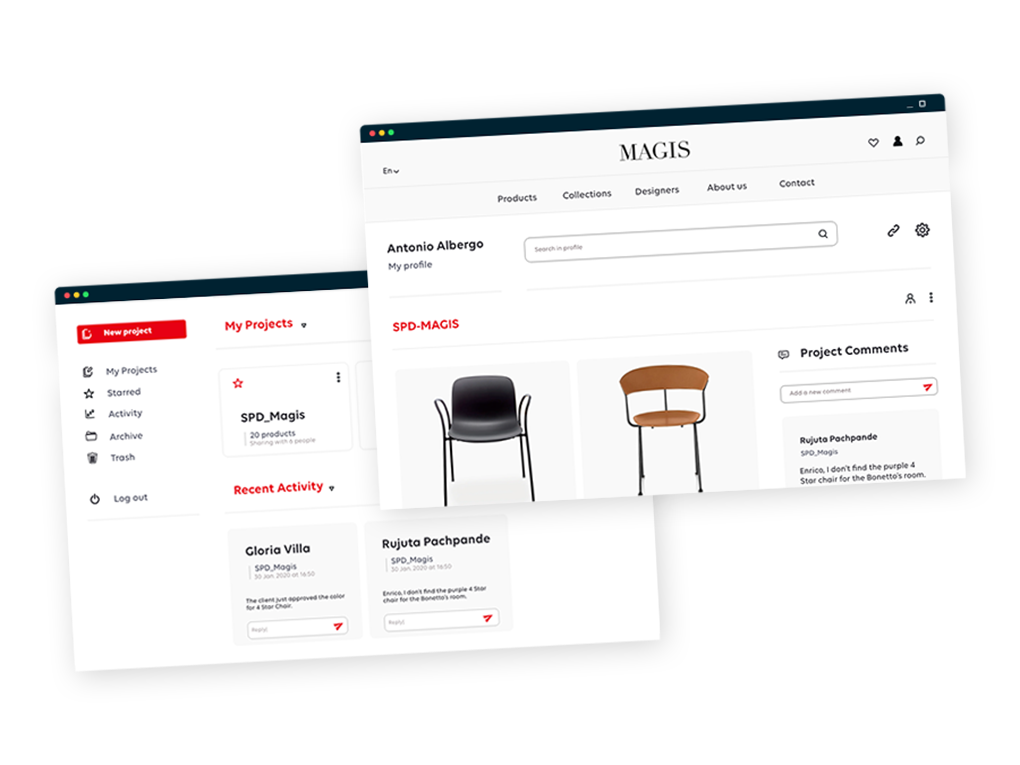 MAGIS
En
Products
Collections
Designers
About us
Contact
Antonio Albergo
My profile
Search in profile
SPD-MAGIS
Project Comments
Add a new comment
Rujuta Pachpande
SPD_Magis
Enrico, I don't find the purple 4
Star chair for the Bonetto's room.
New project
My Projects
Starred
Activity
Archive
Trash
Log out
My Projects
SPD_Magis
20 products
Sharing with 6 people
Recent Activity
Gloria Villa
SPD_Magis
30 Jan. 2020 at 16:50
The client just approved the color
for 4 Star Chair.
Reply|
Rujuta Pachpande
SPD_Magis
30 Jan. 2020 at 16:50
Enrico, I don't find the purple 4 Star
chair for the Bonetto's room.
Reply|